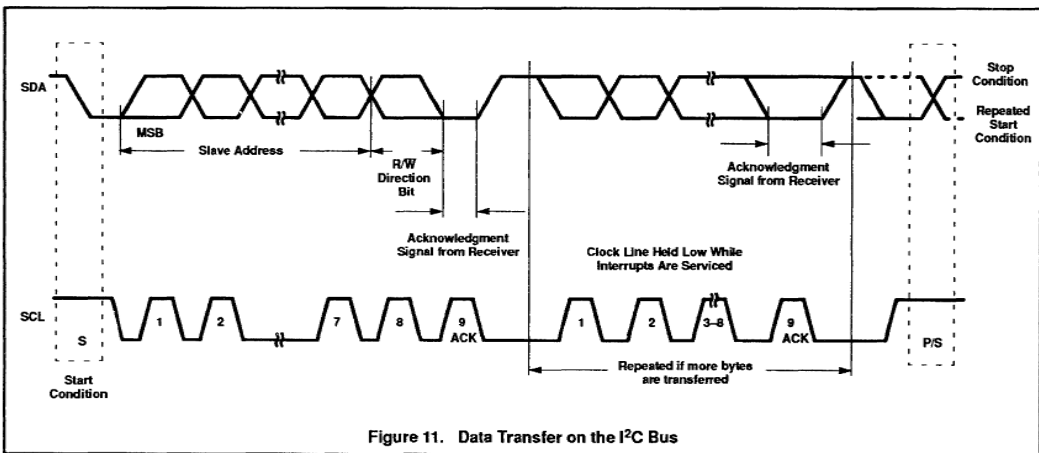 SDA
MSB
Slave Address
R/W̅
Direction
Bit
Acknowledgment
Signal from Receiver
Acknowledgment
Signal from Receiver
Stop
Condition
Repeated
Start
Condition
Clock Line Held Low While
Interrupts Are Serviced
SCL
S
1
2
7
8
9
ACK
1
2
3–8
9
ACK
P/S
Start
Condition
Repeated if more bytes
are transferred
Figure 11. Data Transfer on the I²C Bus